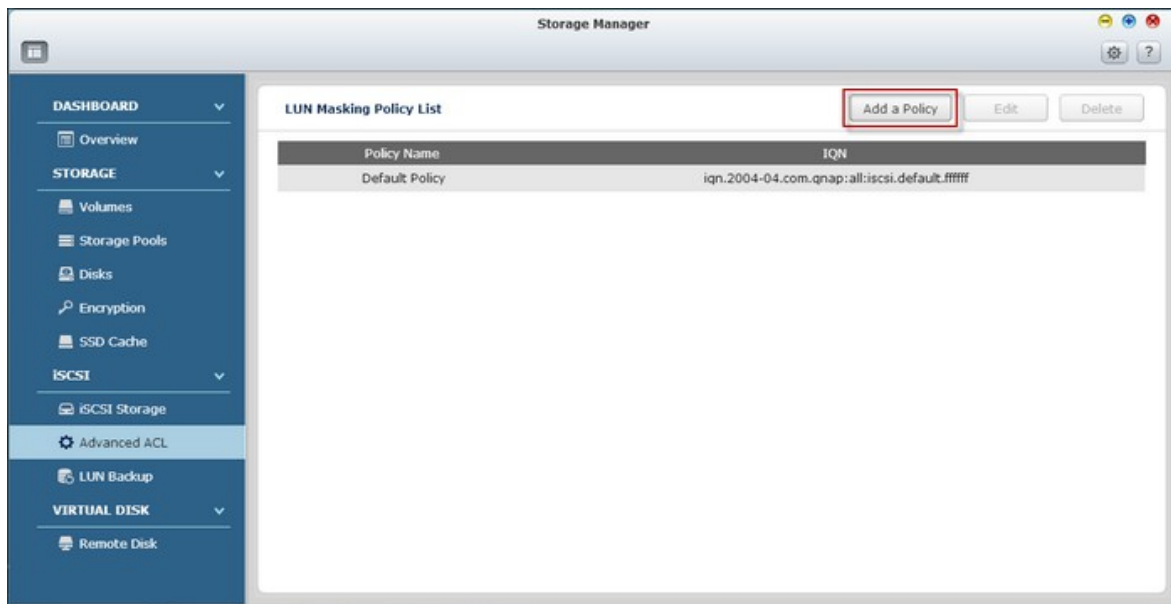 Storage Manager
?
DASHBOARD
Overview
STORAGE
Volumes
Storage Pools
Disks
Encryption
SSD Cache
iSCSI
iSCSI Storage
Advanced ACL
LUN Backup
VIRTUAL DISK
Remote Disk
LUN Masking Policy List
Add a Policy Edit Delete
Policy Name IQN
Default Policy iqn.2004-04.com.qnap:all:iscsi.default.ffffff